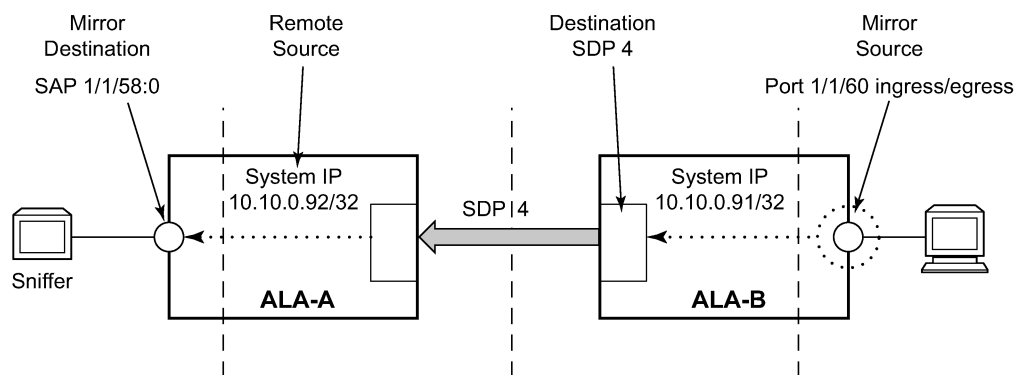 Mirror
Destination
SAP 1/1/58:0
Remote
Source
Destination
SDP 4
Mirror
Source
Port 1/1/60 ingress/egress
System IP
10.10.0.92/32
SDP 4
System IP
10.10.0.91/32
Sniffer
ALA-A
ALA-B